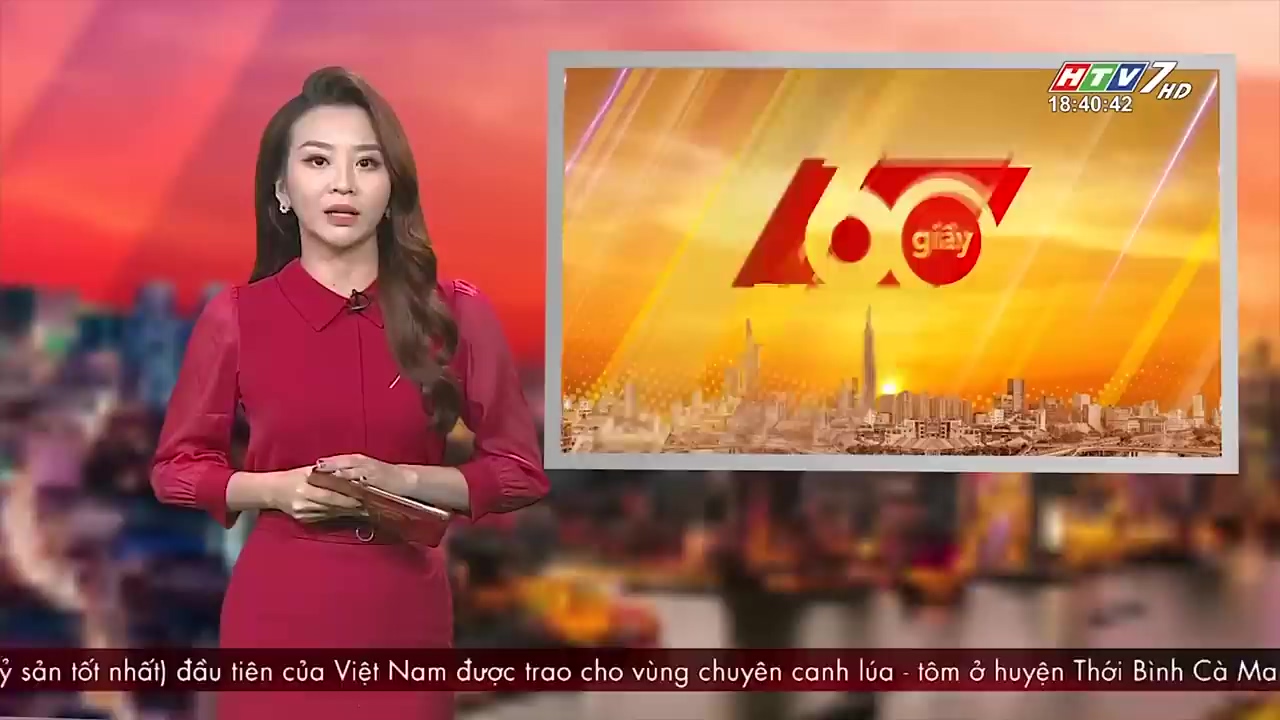 HTV7 HD
18:40:42
60
giây
sản tốt nhất) đầu tiên của Việt Nam được trao cho vùng chuyên canh lúa - tôm ở huyện Thới Bình Cà